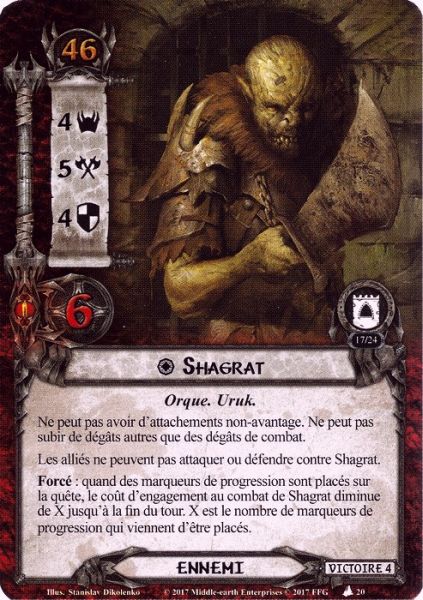 46
4
5
4
6
17/24
Shagrat
Orque. Uruk.
Ne peut pas avoir d'attachements non-avantage. Ne peut pas
subir de dégâts autres que des dégâts de combat.
Les alliés ne peuvent pas attaquer ou défendre contre Shagrat.
Forcé : quand des marqueurs de progression sont placés sur
la quête, le coût d'engagement au combat de Shagrat diminue
de X jusqu'à la fin du tour. X est le nombre de marqueurs de
progression qui viennent d'être placés.
ENNEMI
VICTOIRE 4
Illus. Stanislav Dikolenko © 2017 Middle-earth Enterprises © 2017 FFG 20